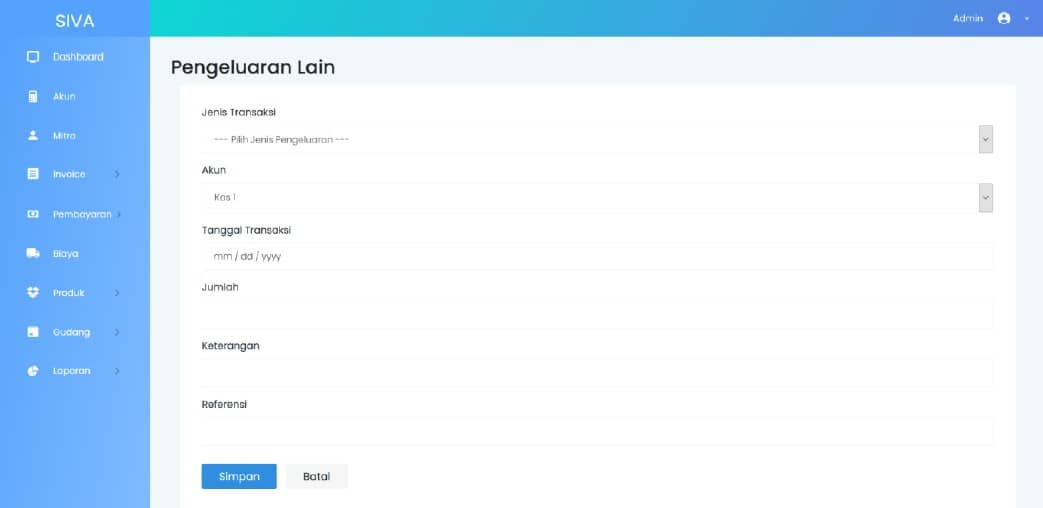 SIVA
Admin
Dashboard
Akun
Mitra
Invoice
Pembayaran
Biaya
Produk
Gudang
Laporan
Pengeluaran Lain
Jenis Transaksi
--- Pilih Jenis Pengeluaran ---
Akun
Kas 1
Tanggal Transaksi
mm / dd / yyyy
Jumlah
Keterangan
Referensi
Simpan Batal